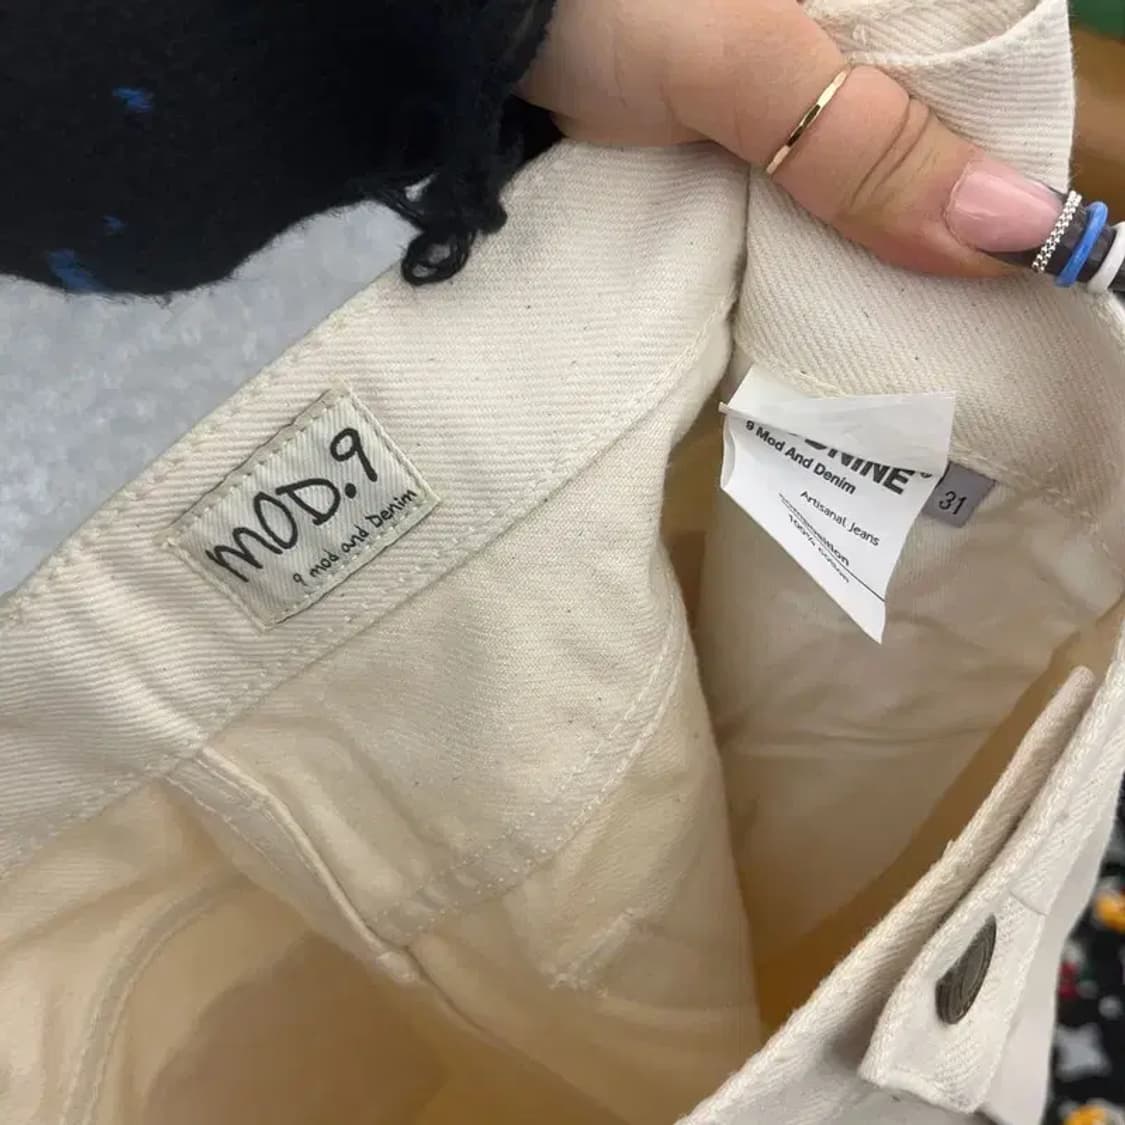 MOD.9
9 mod and Denim
9 Mod And Denim
Artisanal Jeans
31